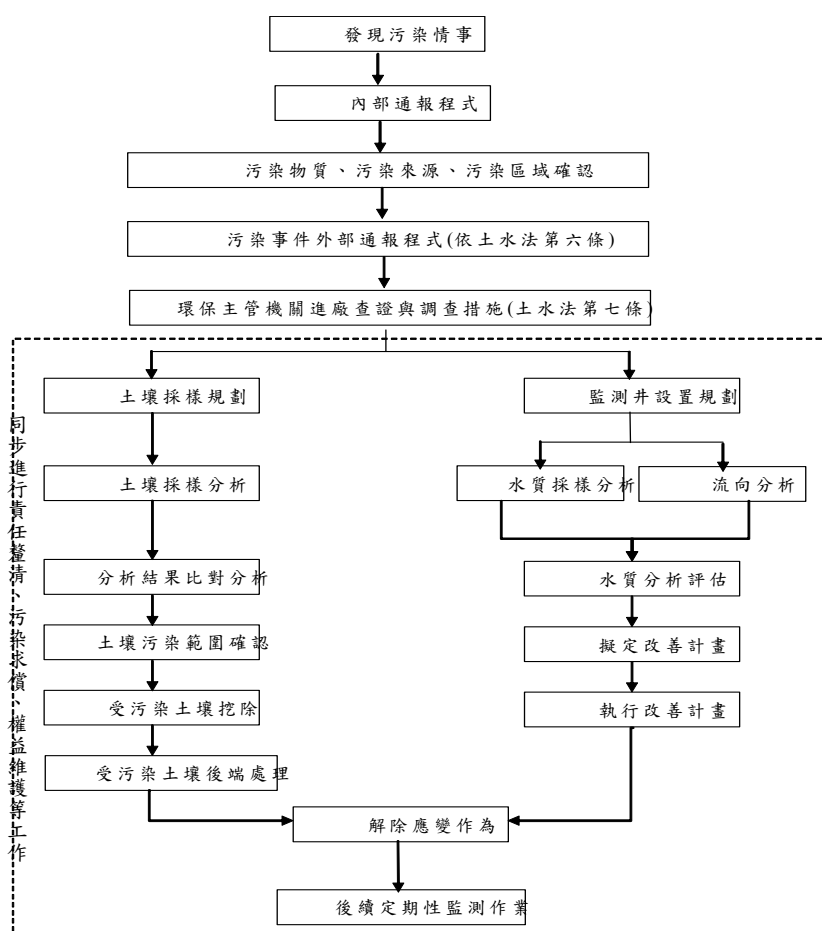 發現污染情事
內部通報程式
污染物質、污染來源、污染區域確認
污染事件外部通報程式(依土水法第六條)
環保主管機關進廠查證與調查措施(土水法第七條)
同步進行責任釐清、污染求償、權益維護等工作
土壤採樣規劃
監測井設置規劃
土壤採樣分析
水質採樣分析
流向分析
分析結果比對分析
水質分析評估
土壤污染範圍確認
擬定改善計畫
受污染土壤挖除
執行改善計畫
受污染土壤後端處理
解除應變作為
後續定期性監測作業